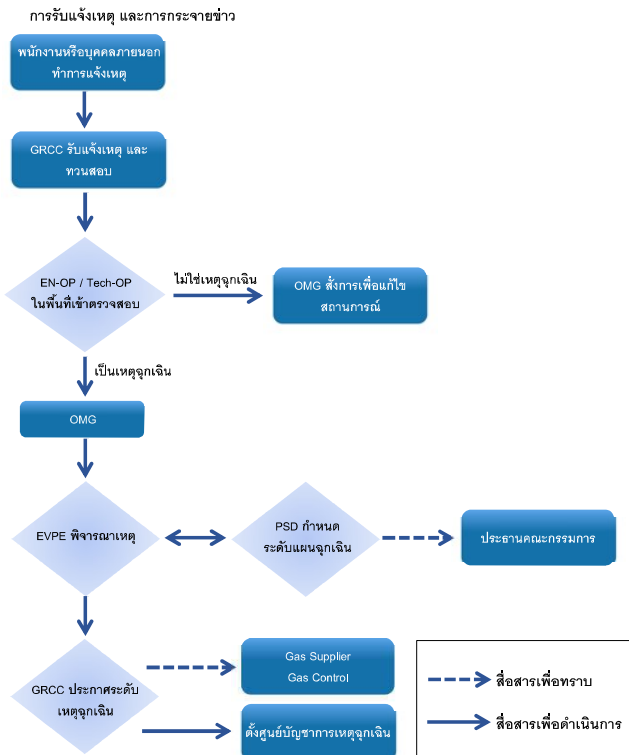 การรับแจ้งเหตุ และการกระจายข่าว
พนักงานหรือบุคคลภายนอก
ทำการแจ้งเหตุ
GRCC รับแจ้งเหตุ และ
ทวนสอบ
EN-OP / Tech-OP
ในพื้นที่เข้าตรวจสอบ
ไม่ใช่เหตุฉุกเฉิน
OMG สั่งการเพื่อแก้ไข
สถานการณ์
เป็นเหตุฉุกเฉิน
OMG
EVPE พิจารณาเหตุ
PSD กำหนด
ระดับแผนฉุกเฉิน
ประธานคณะกรรมการ
GRCC ประกาศระดับ
เหตุฉุกเฉิน
Gas Supplier
Gas Control
ตั้งศูนย์บัญชาการเหตุฉุกเฉิน
สื่อสารเพื่อทราบ
สื่อสารเพื่อดำเนินการ